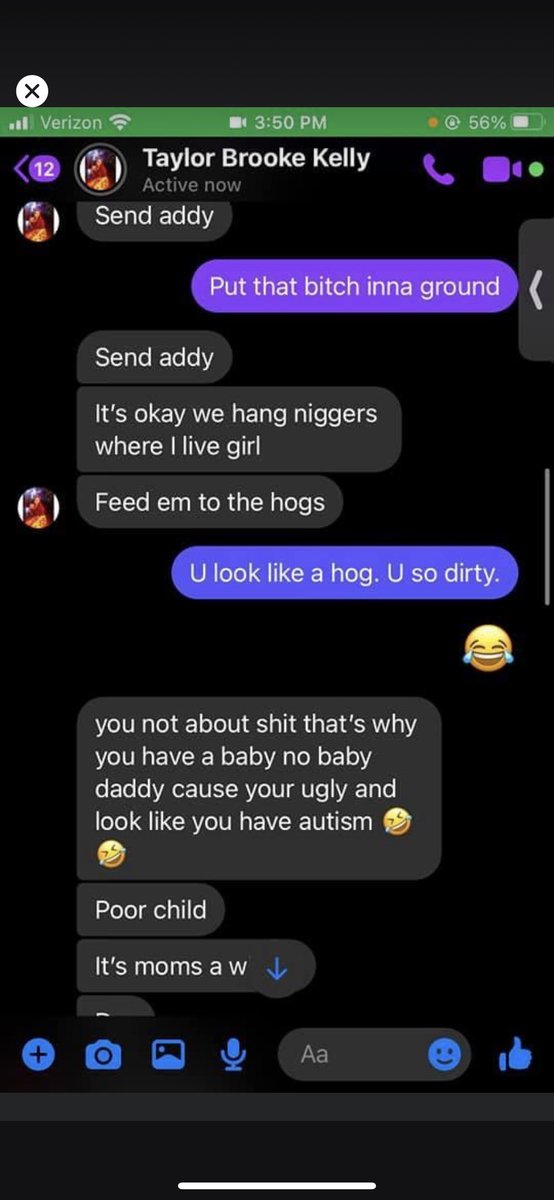 Verizon 3:50 PM 56%
12 Taylor Brooke Kelly
Active now
Send addy
Put that bitch inna ground
Send addy
It's okay we hang niggers
where I live girl
Feed em to the hogs
U look like a hog. U so dirty.
you not about shit that's why
you have a baby no baby
daddy cause your ugly and
look like you have autism
Poor child
It's moms a w
Aa